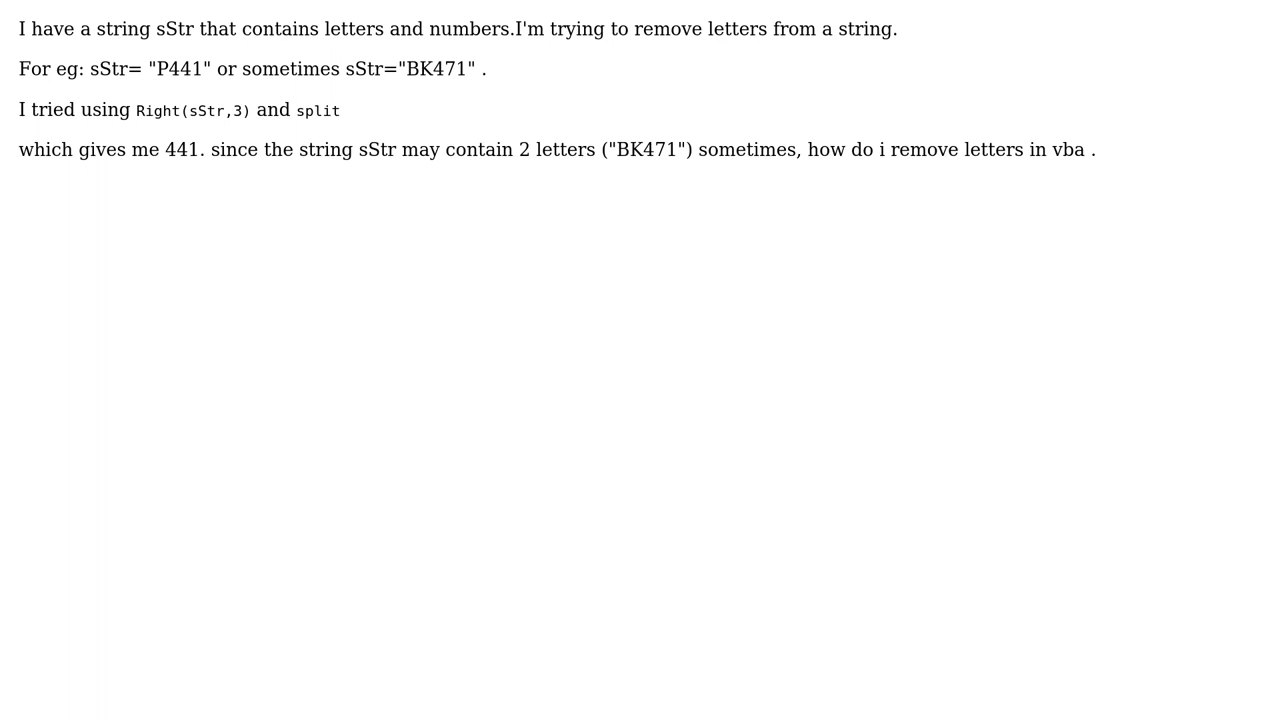 I have a string sStr that contains letters and numbers.I'm trying to remove letters from a string.
For eg: sStr= "P441" or sometimes sStr="BK471" .
I tried using Right(sStr,3) and split
which gives me 441. since the string sStr may contain 2 letters ("BK471") sometimes, how do i remove letters in vba .